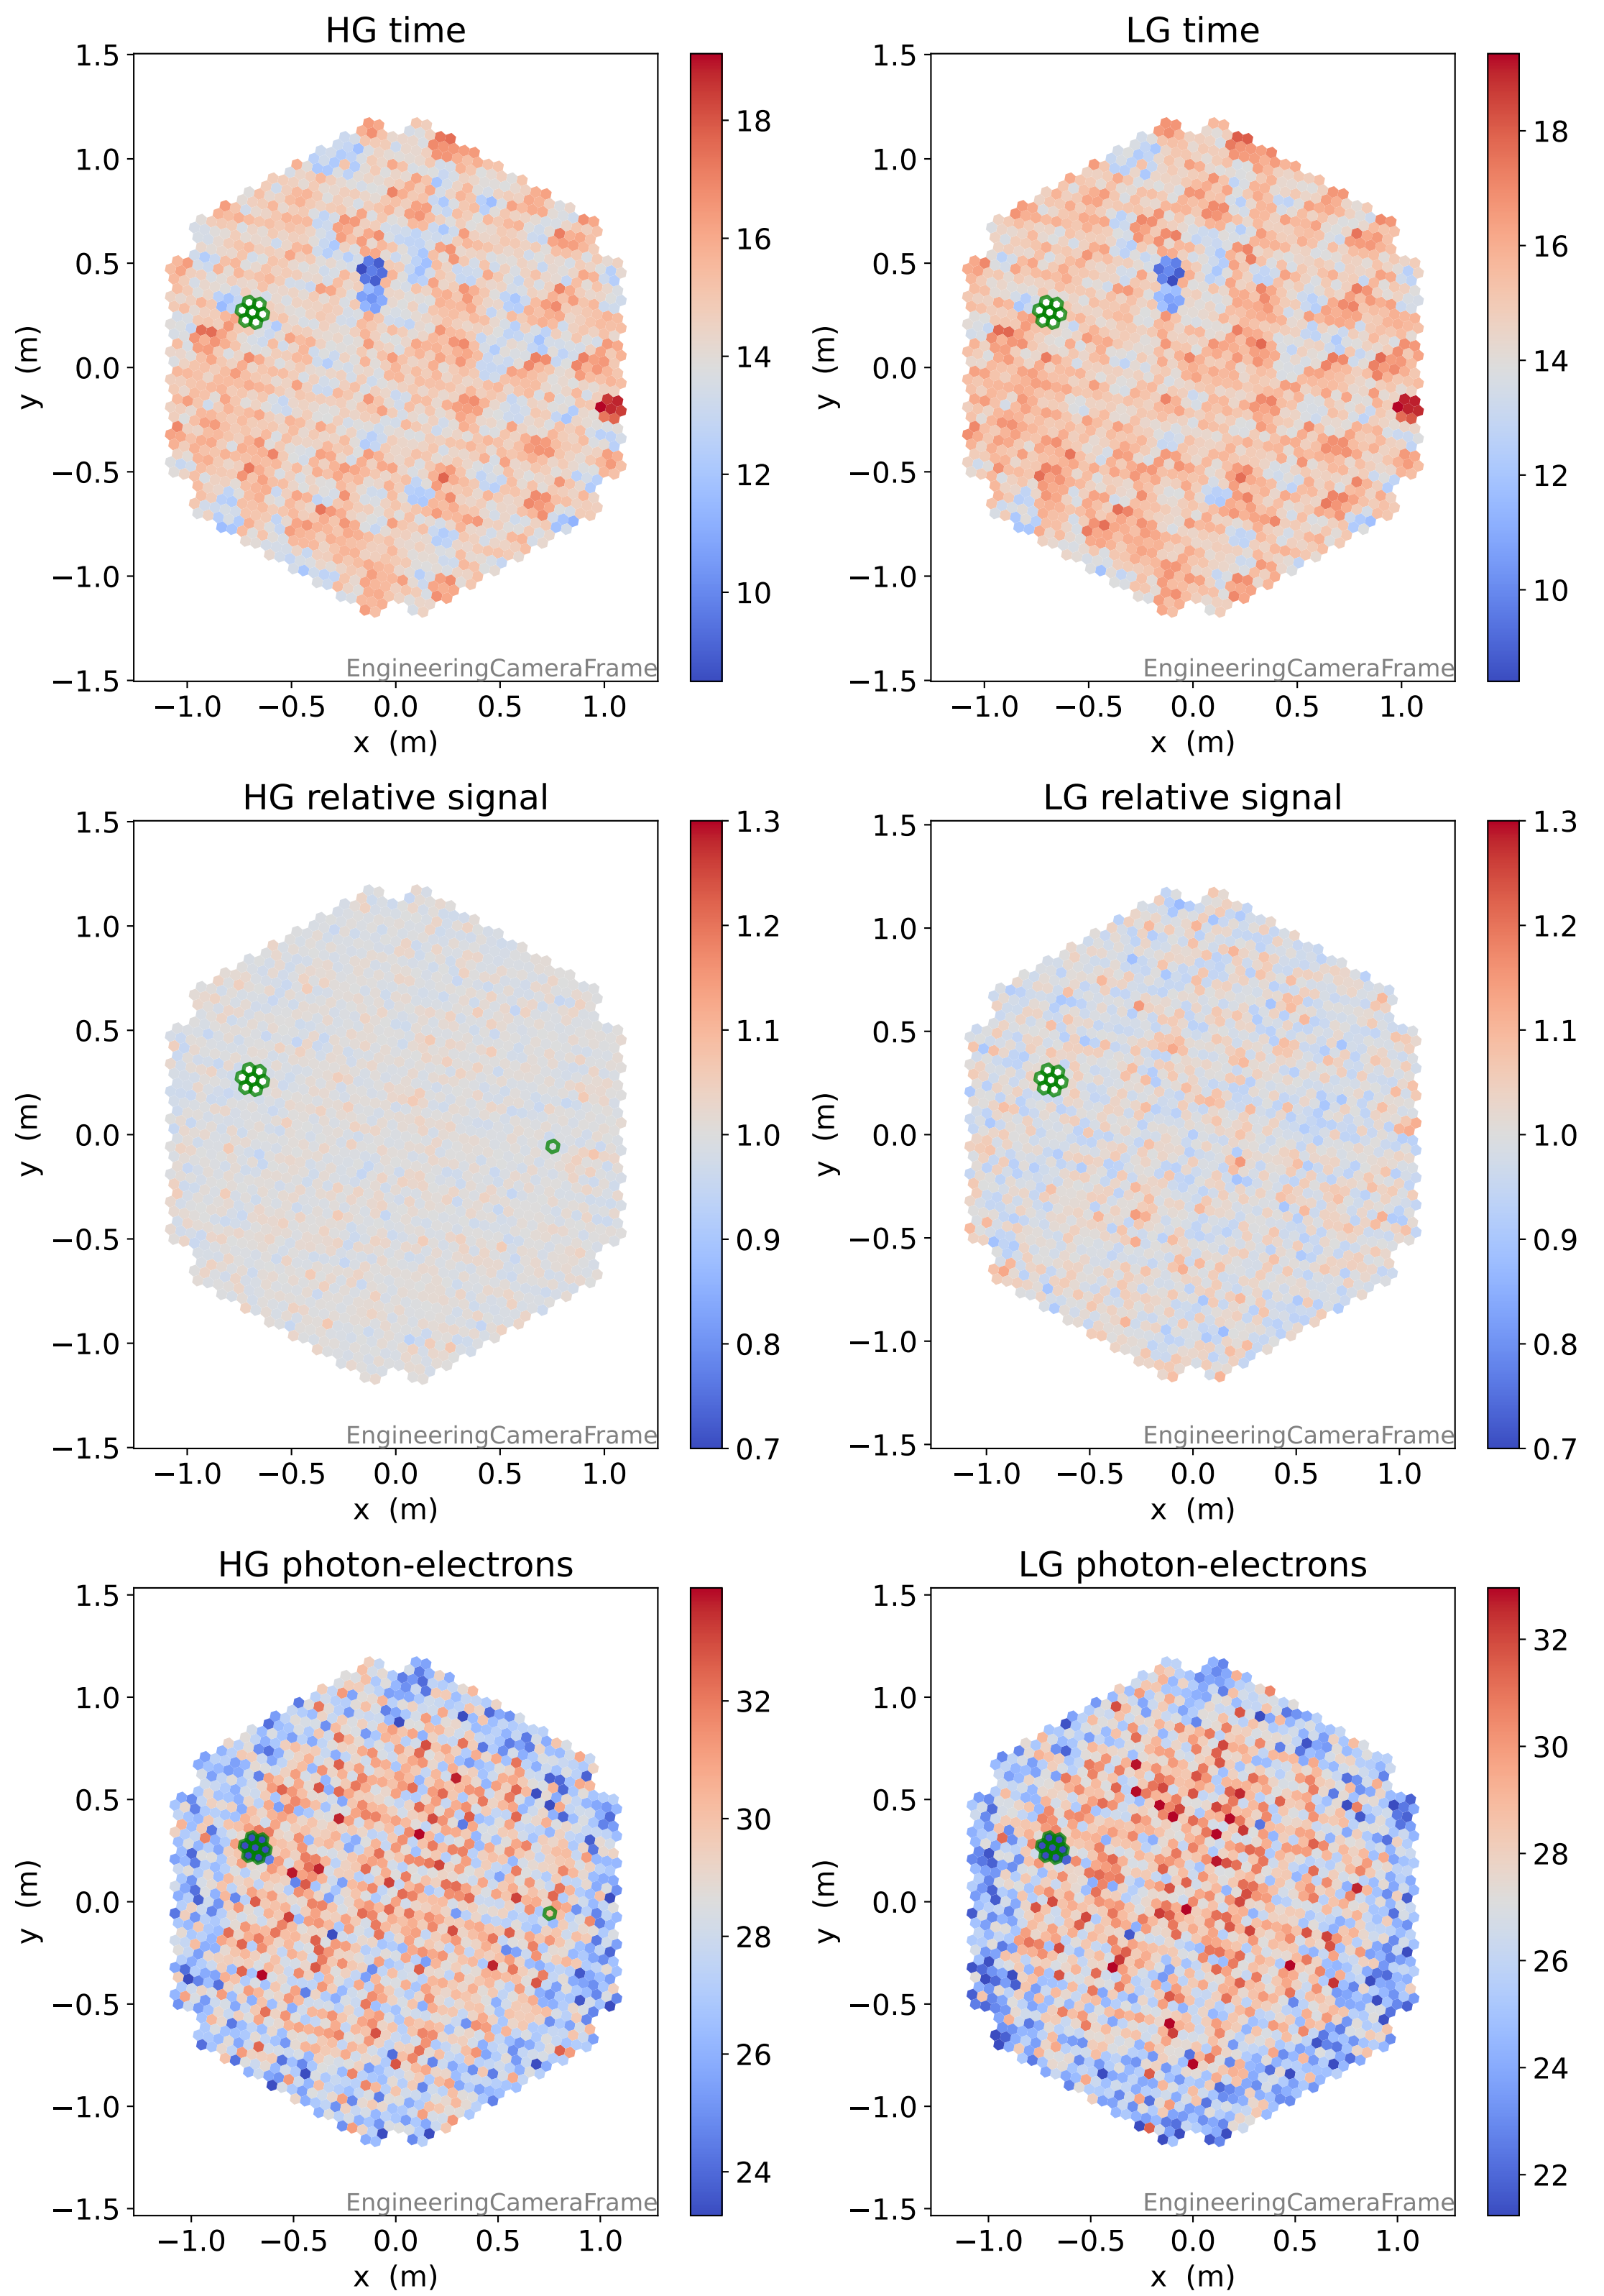 HG time
LG time
1.5
1.0
0.5
0.0
−0.5
−1.0
−1.5
y (m)
−1.0 −0.5 0.0 0.5 1.0
x (m)
EngineeringCameraFrame
18
16
14
12
10
1.5
1.0
0.5
0.0
−0.5
−1.0
−1.5
y (m)
−1.0 −0.5 0.0 0.5 1.0
x (m)
EngineeringCameraFrame
18
16
14
12
10
HG relative signal
LG relative signal
1.5
1.0
0.5
0.0
−0.5
−1.0
−1.5
y (m)
−1.0 −0.5 0.0 0.5 1.0
x (m)
EngineeringCameraFrame
1.3
1.2
1.1
1.0
0.9
0.8
0.7
1.5
1.0
0.5
0.0
−0.5
−1.0
−1.5
y (m)
−1.0 −0.5 0.0 0.5 1.0
x (m)
EngineeringCameraFrame
1.3
1.2
1.1
1.0
0.9
0.8
0.7
HG photon-electrons
LG photon-electrons
1.5
1.0
0.5
0.0
−0.5
−1.0
−1.5
y (m)
−1.0 −0.5 0.0 0.5 1.0
x (m)
EngineeringCameraFrame
32
30
28
26
24
1.5
1.0
0.5
0.0
−0.5
−1.0
−1.5
y (m)
−1.0 −0.5 0.0 0.5 1.0
x (m)
EngineeringCameraFrame
32
30
28
26
24
22